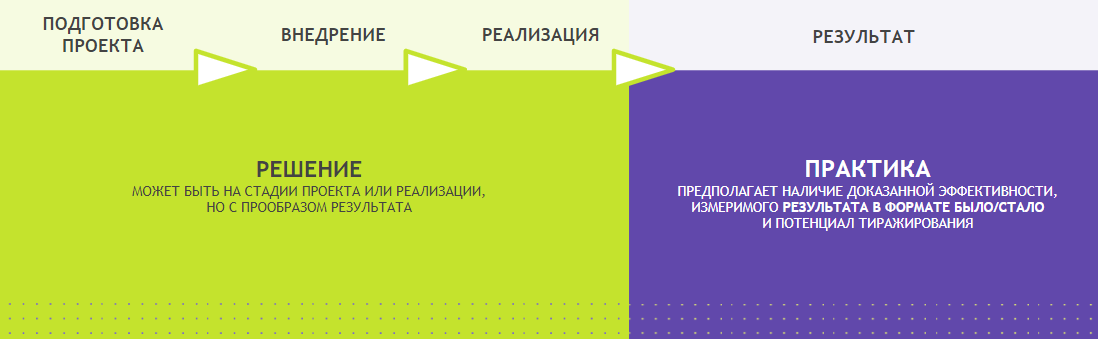 ПОДГОТОВКА
ПРОЕКТА
ВНЕДРЕНИЕ
РЕАЛИЗАЦИЯ
РЕЗУЛЬТАТ
РЕШЕНИЕ
МОЖЕТ БЫТЬ НА СТАДИИ ПРОЕКТА ИЛИ РЕАЛИЗАЦИИ,
НО С ПРООБРАЗОМ РЕЗУЛЬТАТА
ПРАКТИКА
ПРЕДПОЛАГАЕТ НАЛИЧИЕ ДОКАЗАННОЙ ЭФФЕКТИВНОСТИ,
ИЗМЕРИМОГО РЕЗУЛЬТАТА В ФОРМАТЕ БЫЛО/СТАЛО
И ПОТЕНЦИАЛ ТИРАЖИРОВАНИЯ